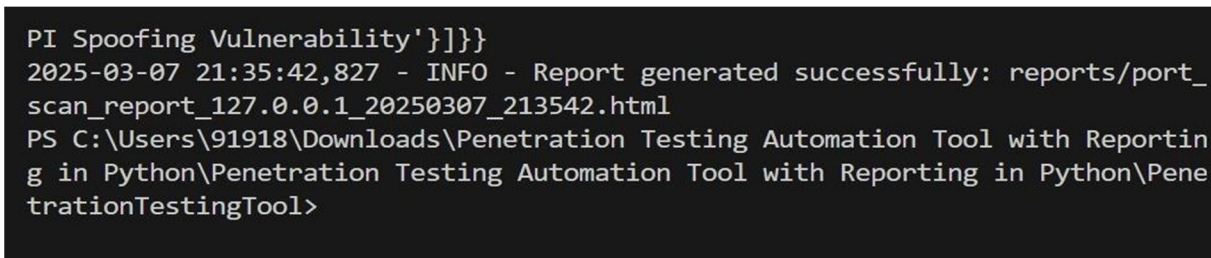 PI Spoofing Vulnerability'}]}}
2025-03-07 21:35:42,827 - INFO - Report generated successfully: reports/port_
scan_report_127.0.0.1_20250307_213542.html
PS C:\Users\91918\Downloads\Penetration Testing Automation Tool with Reportin
g in Python\Penetration Testing Automation Tool with Reporting in Python\Pene
trationTestingTool>